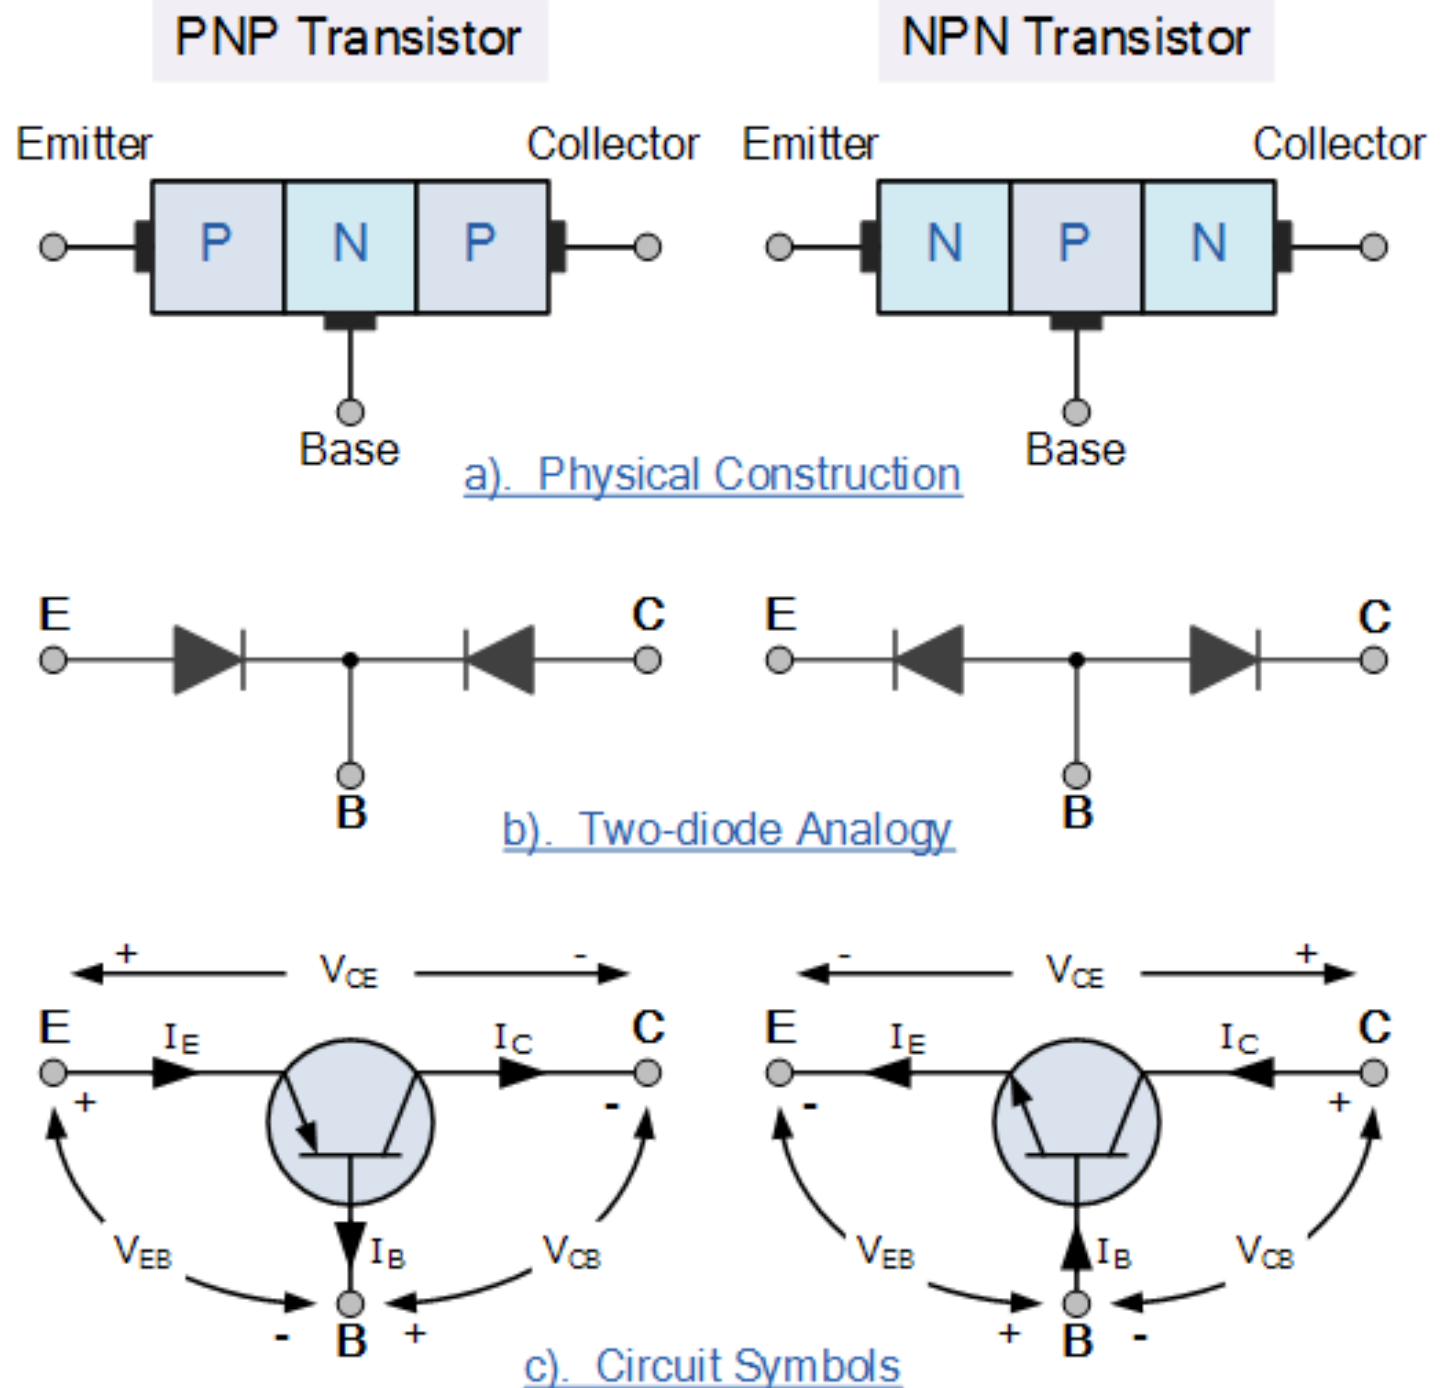 PNP Transistor
NPN Transistor
Emitter
Collector
Emitter
Collector
P
N
P
N
P
N
Base
Base
a). Physical Construction
E
C
E
C
B
B
b). Two-diode Analogy
+
VCE
-
-
VCE
+
E
IE
IC
C
E
IE
IC
C
+
-
-
+
VEB
IB
VCB
VEB
IB
VCB
-
B
+
+
B
-
c). Circuit Symbols